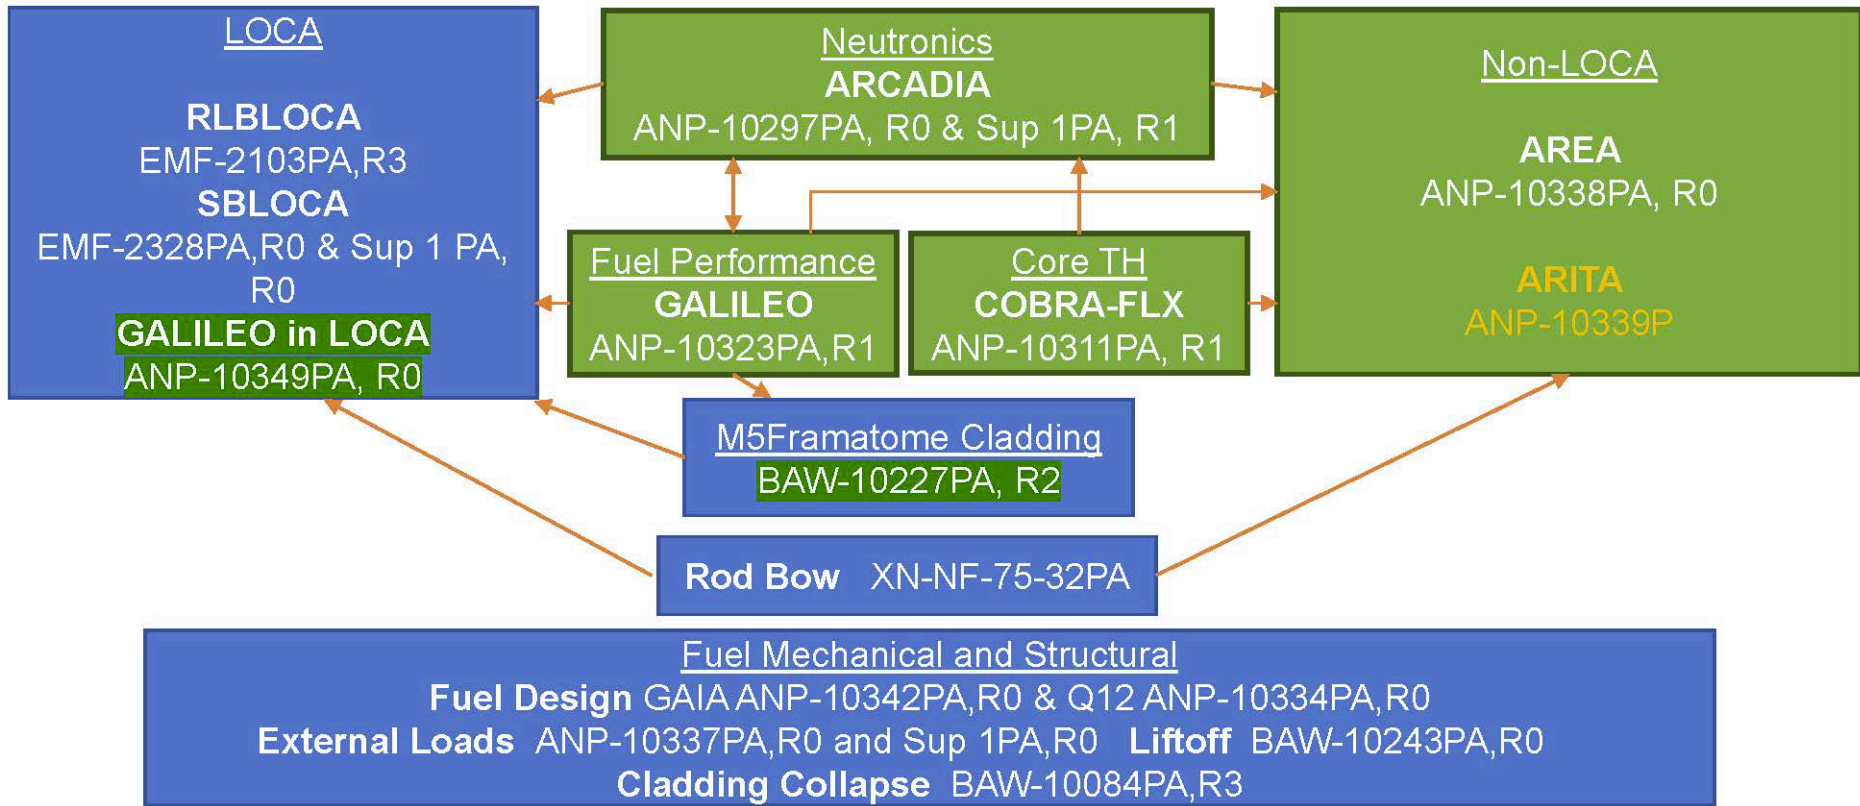 LOCA
RLBLOCA
EMF-2103PA,R3
SBLOCA
EMF-2328PA,R0 & Sup 1 PA,
R0
GALILEO in LOCA
ANP-10349PA, R0
Neutronics
ARCADIA
ANP-10297PA, R0 & Sup 1PA, R1
Non-LOCA
AREA
ANP-10338PA, R0
ARITA
ANP-10339P
Fuel Performance
GALILEO
ANP-10323PA,R1
Core TH
COBRA-FLX
ANP-10311PA, R1
M5Framatome Cladding
BAW-10227PA, R2
Rod Bow XN-NF-75-32PA
Fuel Mechanical and Structural
Fuel Design GAIA ANP-10342PA,R0 & Q12 ANP-10334PA,R0
External Loads ANP-10337PA,R0 and Sup 1PA,R0 Liftoff BAW-10243PA,R0
Cladding Collapse BAW-10084PA,R3